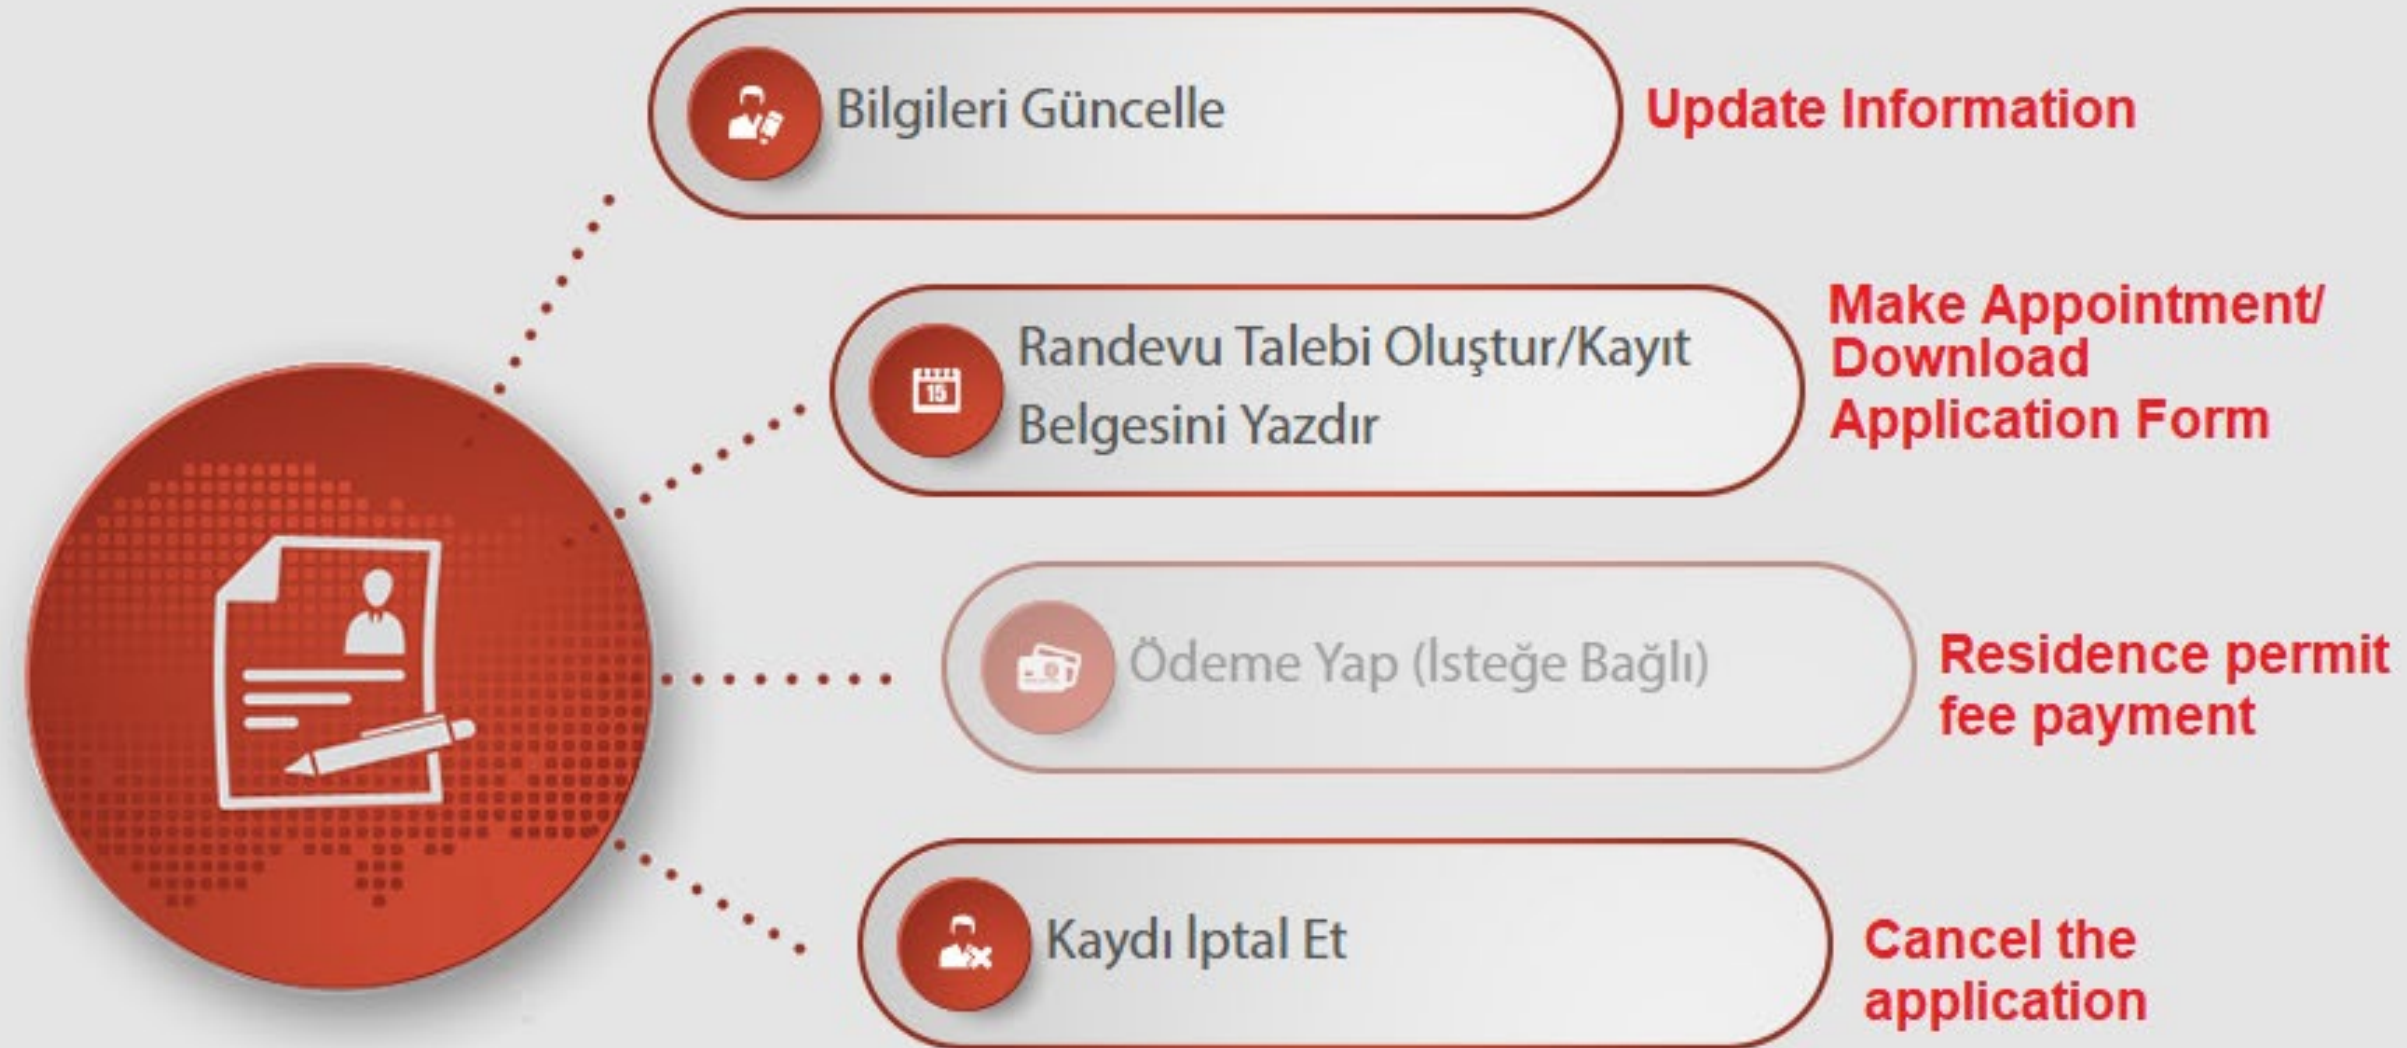 Bilgileri Güncelle
Update Information
Randevu Talebi Oluştur/Kayıt
Belgesini Yazdır
Make Appointment/
Download
Application Form
15
Ödeme Yap (İsteğe Bağlı)
Residence permit
fee payment
Kaydı İptal Et
Cancel the
application